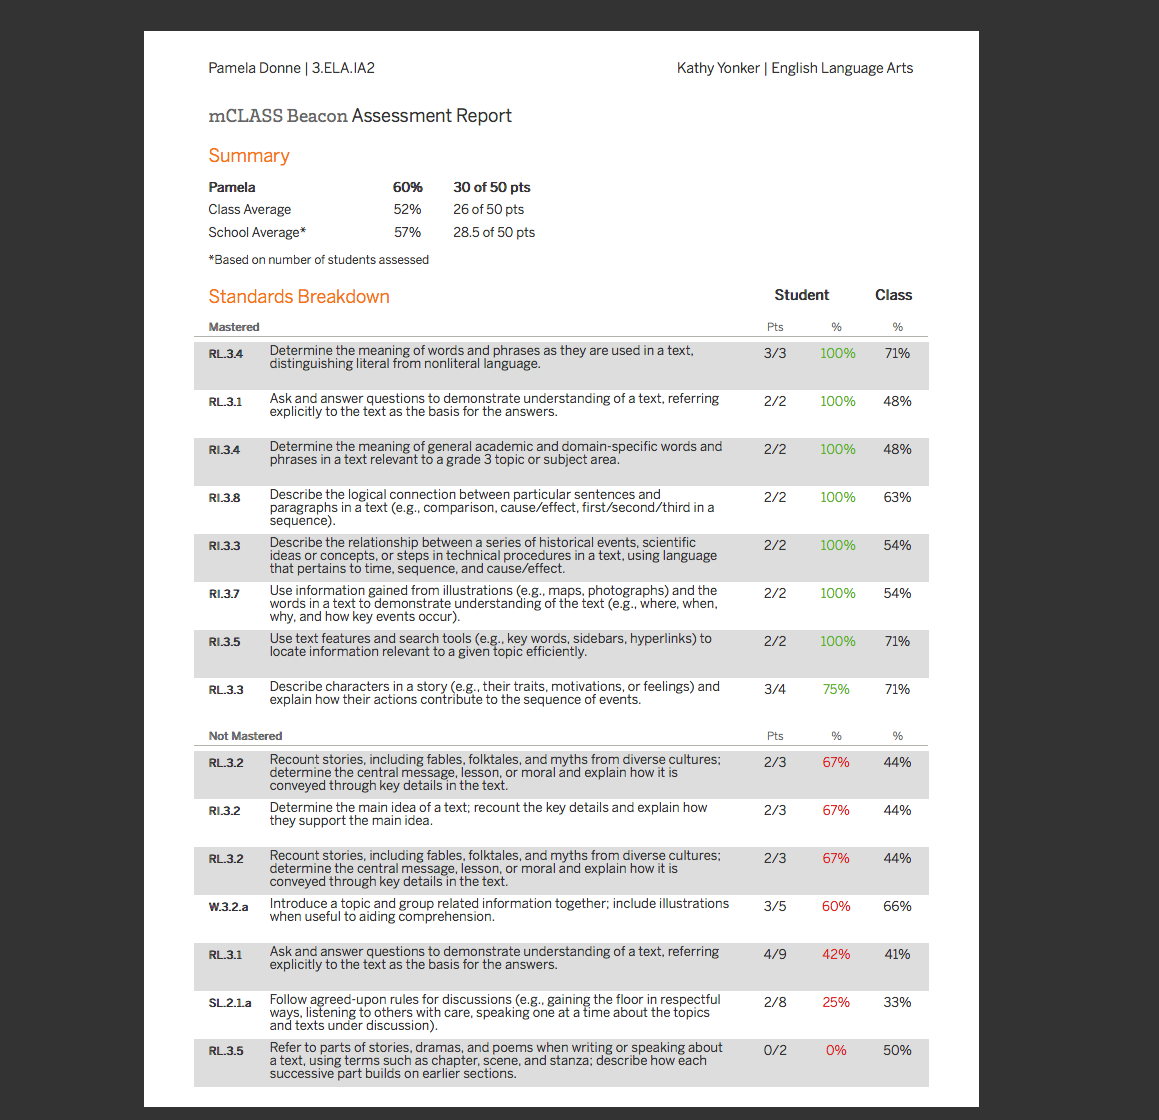 Pamela Donne | 3.ELA.IA2
Kathy Yonker | English Language Arts
mCLASS Beacon Assessment Report
Summary
Pamela 60% 30 of 50 pts
Class Average 52% 26 of 50 pts
School Average* 57% 28.5 of 50 pts
*Based on number of students assessed
Standards Breakdown Student Class
Mastered Pts % %
RL.3.4 Determine the meaning of words and phrases as they are used in a text, 3/3 100% 71%
distinguishing literal from nonliteral language.
RL.3.1 Ask and answer questions to demonstrate understanding of a text, referring 2/2 100% 48%
explicitly to the text as the basis for the answers.
RI.3.4 Determine the meaning of general academic and domain-specific words and 2/2 100% 48%
phrases in a text relevant to a grade 3 topic or subject area.
RI.3.8 Describe the logical connection between particular sentences and 2/2 100% 63%
paragraphs in a text (e.g., comparison, cause/effect, first/second/third in a
sequence).
RI.3.3 Describe the relationship between a series of historical events, scientific 2/2 100% 54%
ideas or concepts, or steps in technical procedures in a text, using language
that pertains to time, sequence, and cause/effect.
RI.3.7 Use information gained from illustrations (e.g., maps, photographs) and the 2/2 100% 54%
words in a text to demonstrate understanding of the text (e.g., where, when,
why, and how key events occur).
RI.3.5 Use text features and search tools (e.g., key words, sidebars, hyperlinks) to 2/2 100% 71%
locate information relevant to a given topic efficiently.
RL.3.3 Describe characters in a story (e.g., their traits, motivations, or feelings) and 3/4 75% 71%
explain how their actions contribute to the sequence of events.
Not Mastered Pts % %
RL.3.2 Recount stories, including fables, folktales, and myths from diverse cultures; 2/3 67% 44%
determine the central message, lesson, or moral and explain how it is
conveyed through key details in the text.
RI.3.2 Determine the main idea of a text; recount the key details and explain how 2/3 67% 44%
they support the main idea.
RL.3.2 Recount stories, including fables, folktales, and myths from diverse cultures; 2/3 67% 44%
determine the central message, lesson, or moral and explain how it is
conveyed through key details in the text.
W.3.2.a Introduce a topic and group related information together; include illustrations 3/5 60% 66%
when useful to aiding comprehension.
RL.3.1 Ask and answer questions to demonstrate understanding of a text, referring 4/9 42% 41%
explicitly to the text as the basis for the answers.
SL.2.1.a Follow agreed-upon rules for discussions (e.g., gaining the floor in respectful 2/8 25% 33%
ways, listening to others with care, speaking one at a time about the topics
and texts under discussion).
RL.3.5 Refer to parts of stories, dramas, and poems when writing or speaking about 0/2 0% 50%
a text, using terms such as chapter, scene, and stanza; describe how each
successive part builds on earlier sections.